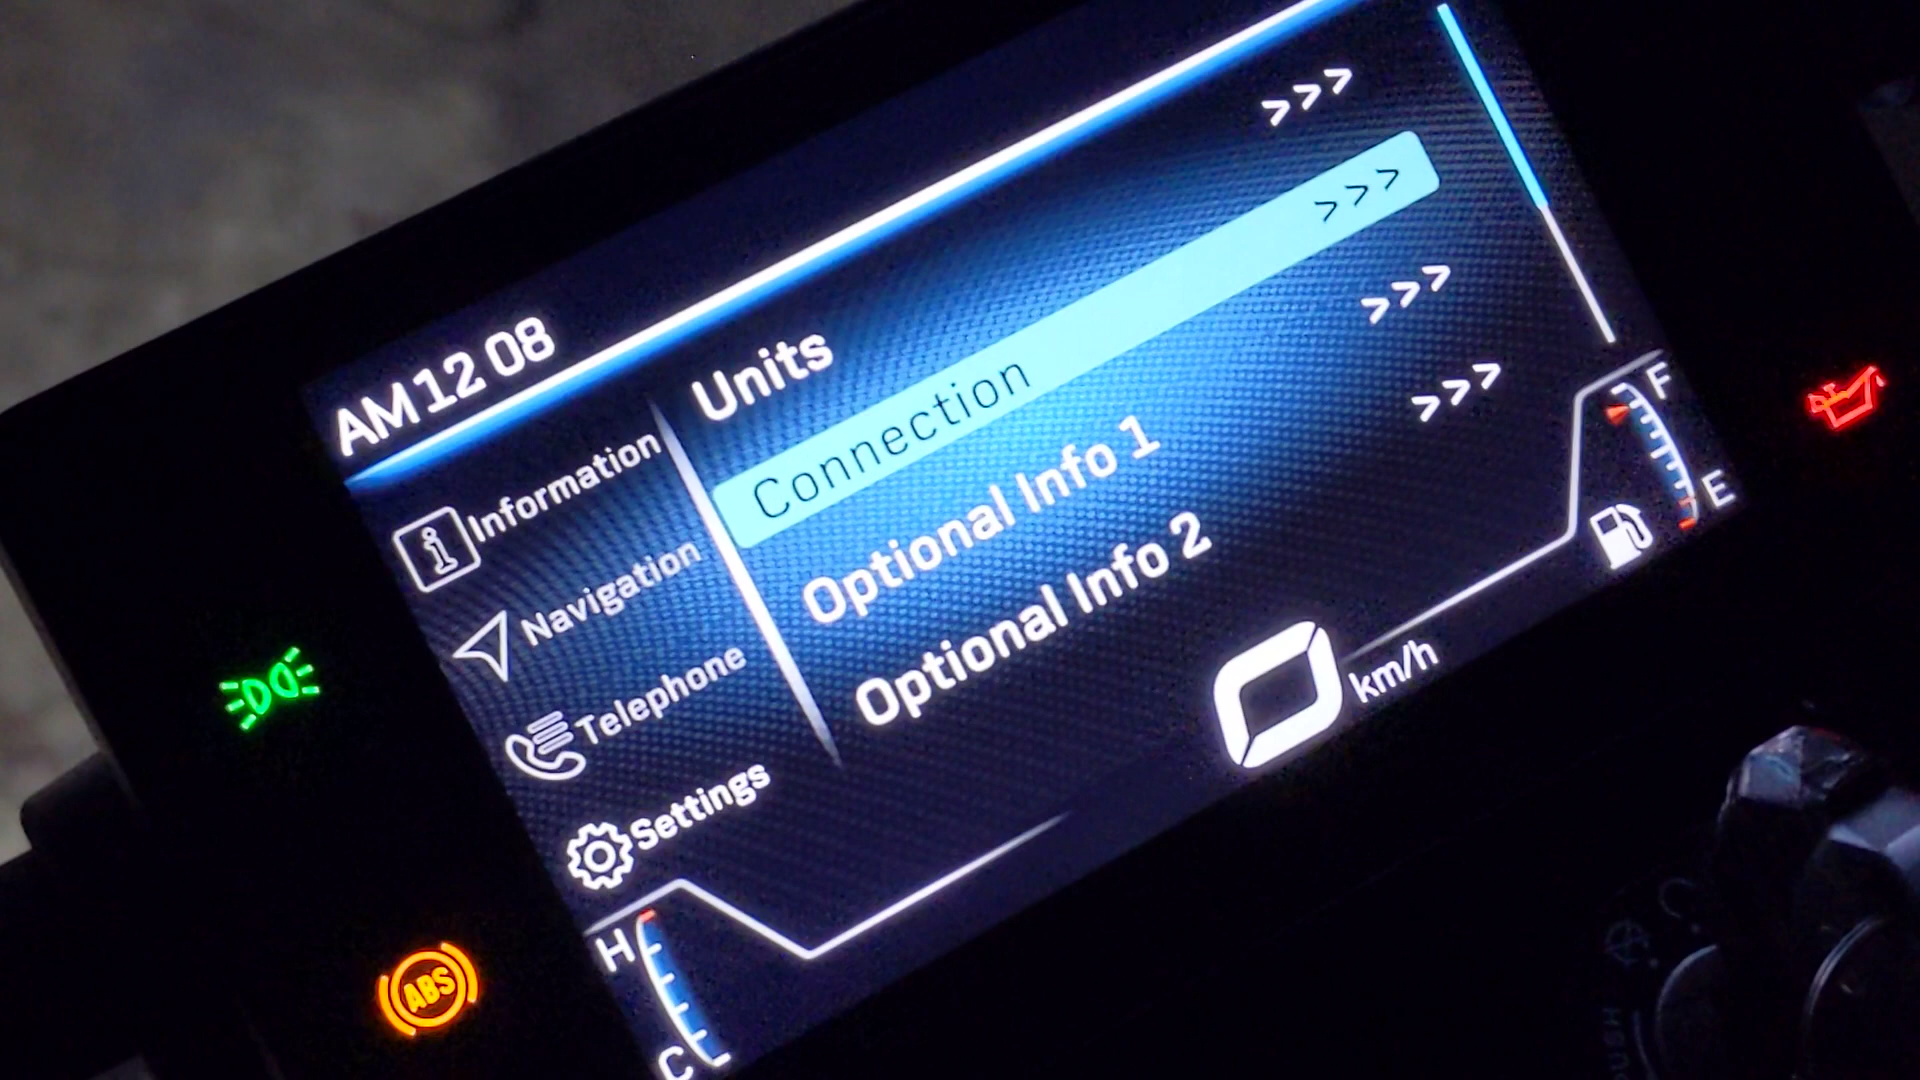 AM 12 08
Information
Navigation
Telephone
Settings
Units >>>
Connection >>>
Optional Info 1 >>>
Optional Info 2 >>>
0 km/h
F
E
H
C
ABS